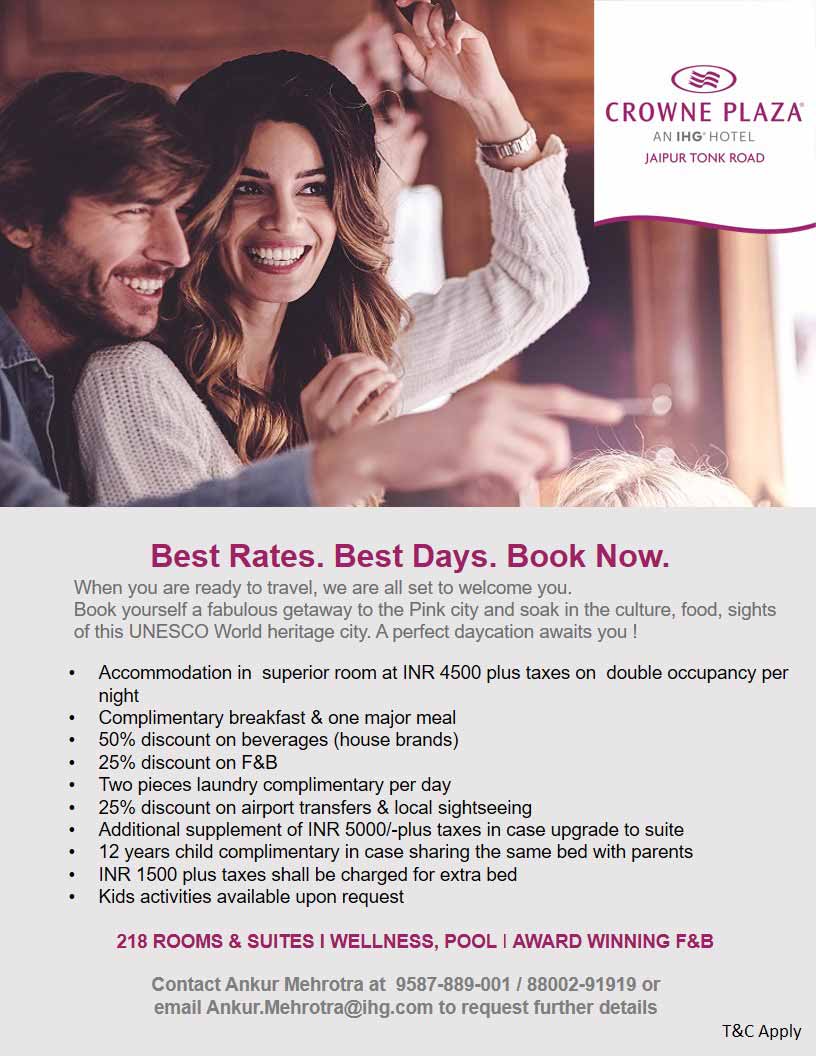 CROWNE PLAZA®
AN IHG® HOTEL
JAIPUR TONK ROAD
Best Rates. Best Days. Book Now.
When you are ready to travel, we are all set to welcome you.
Book yourself a fabulous getaway to the Pink city and soak in the culture, food, sights
of this UNESCO World heritage city. A perfect daycation awaits you !
• Accommodation in superior room at INR 4500 plus taxes on double occupancy per
night
• Complimentary breakfast & one major meal
• 50% discount on beverages (house brands)
• 25% discount on F&B
• Two pieces laundry complimentary per day
• 25% discount on airport transfers & local sightseeing
• Additional supplement of INR 5000/-plus taxes in case upgrade to suite
• 12 years child complimentary in case sharing the same bed with parents
• INR 1500 plus taxes shall be charged for extra bed
• Kids activities available upon request
218 ROOMS & SUITES I WELLNESS, POOL I AWARD WINNING F&B
Contact Ankur Mehrotra at 9587-889-001 / 88002-91919 or
email Ankur.Mehrotra@ihg.com to request further details
T&C Apply